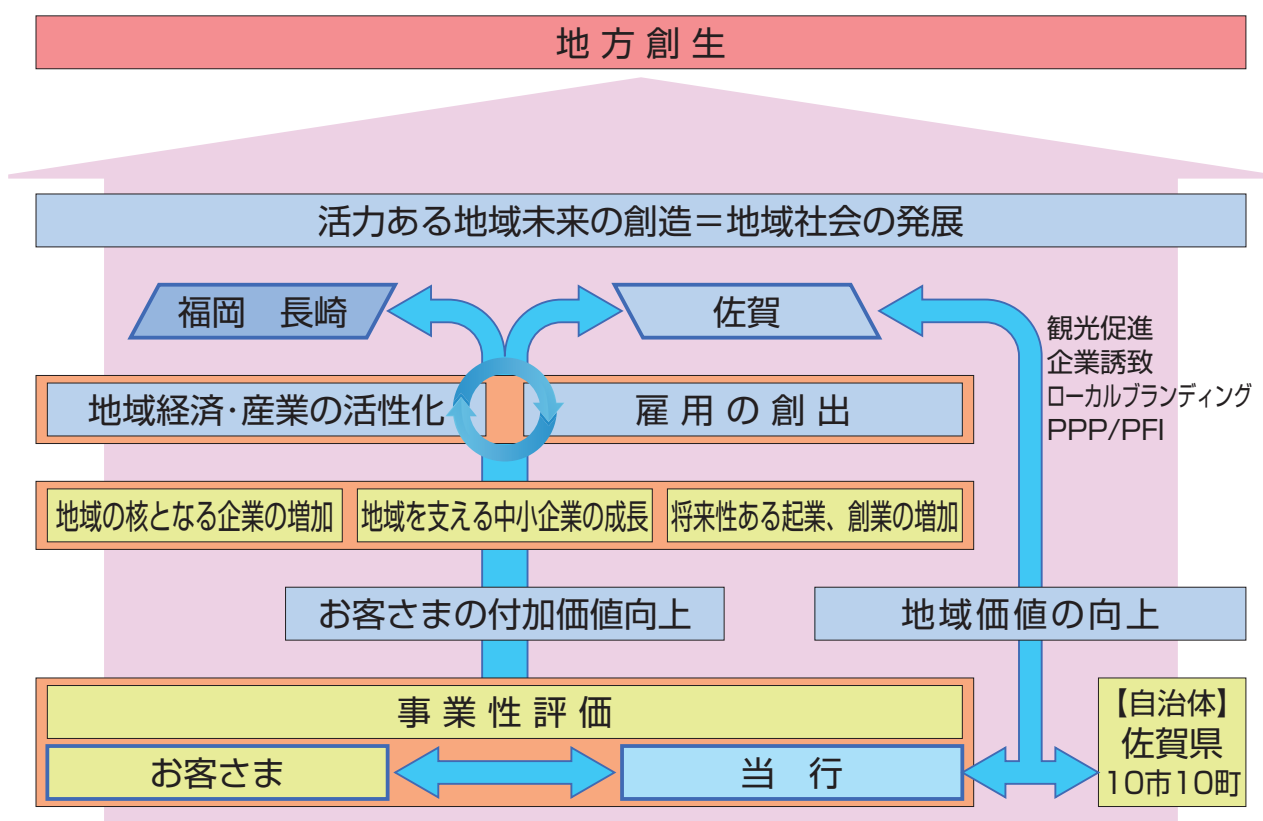 地方創生
活力ある地域未来の創造＝地域社会の発展
福岡　長崎
佐賀
観光促進
企業誘致
ローカルブランディング
PPP/PFI
地域経済･産業の活性化
雇用の創出
地域の核となる企業の増加
地域を支える中小企業の成長
将来性ある起業、創業の増加
お客さまの付加価値向上
地域価値の向上
事業性評価
お客さま
当　行
【自治体】
佐賀県
10市10町